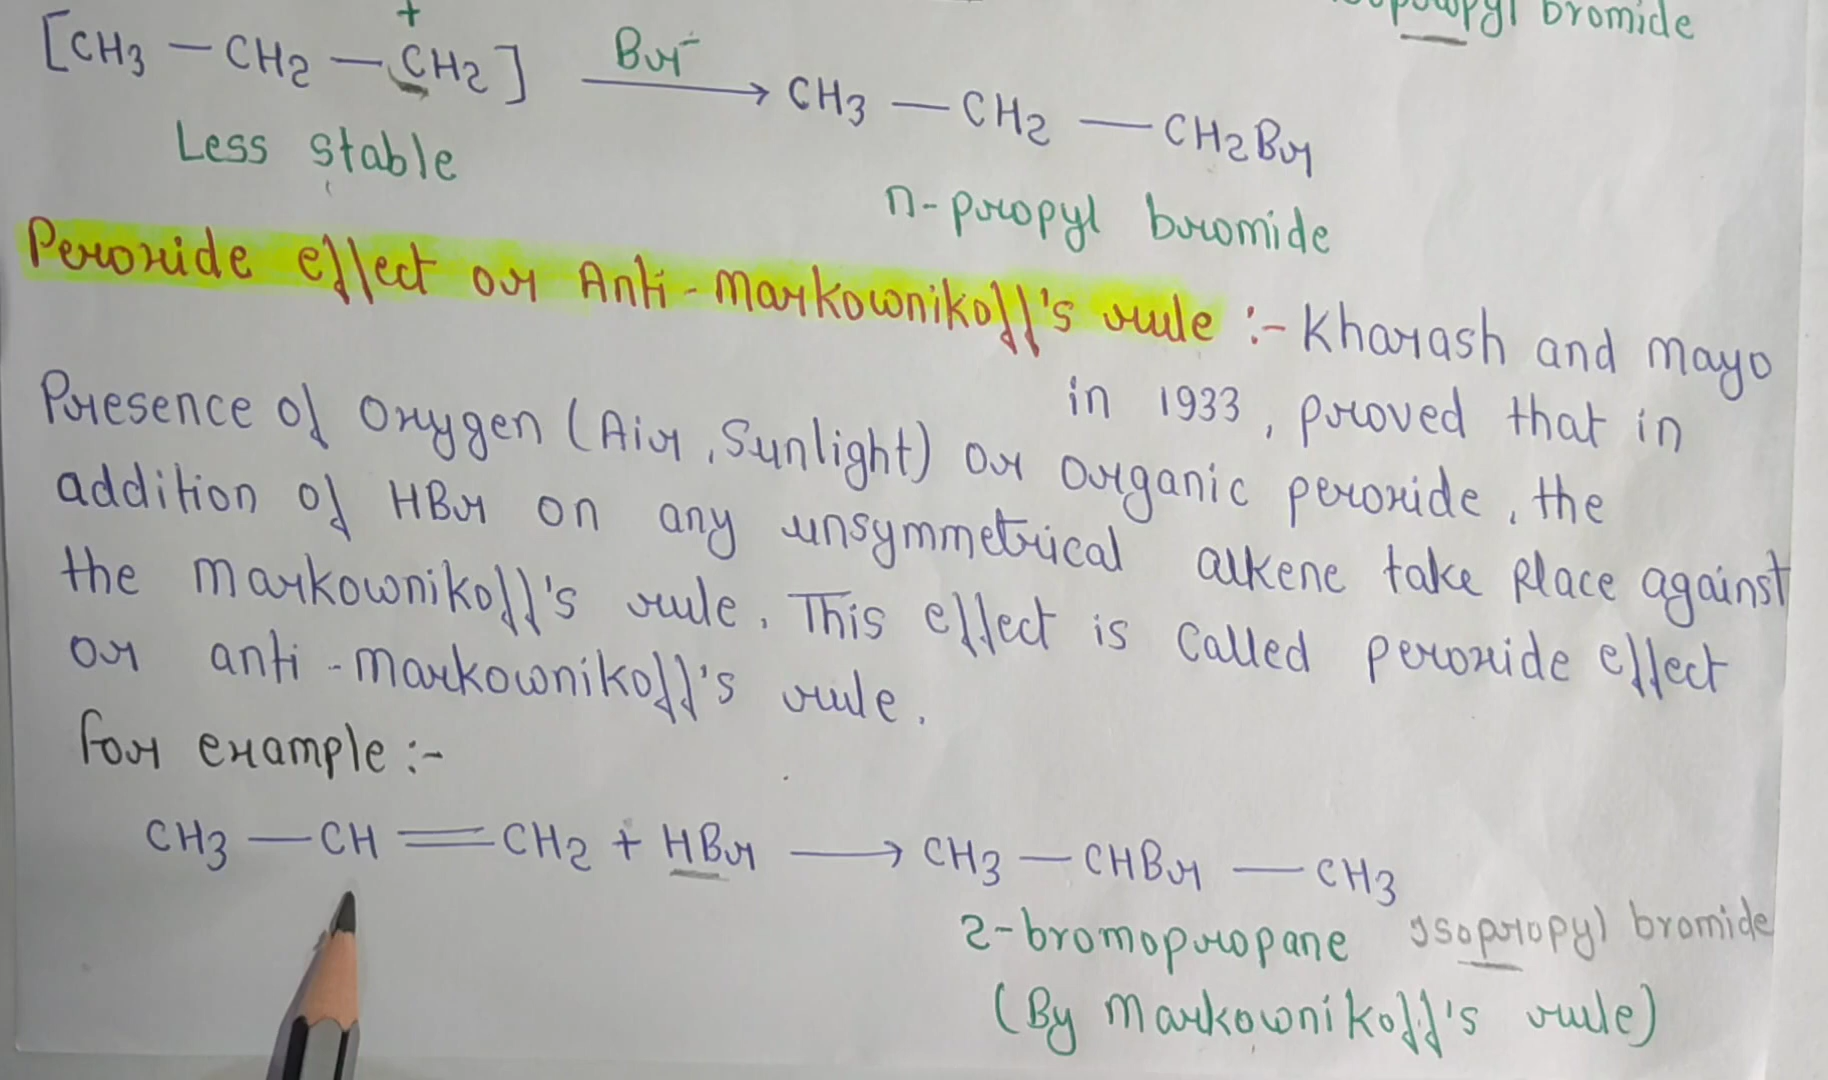 propyl bromide
[CH3 — CH2 — C⁺H2] Br⁻ → CH3 — CH2 — CH2Br
Less stable
n-propyl bromide
Peroxide effect or Anti-markownikoff's rule :- Kharash and mayo
in 1933, proved that in
Presence of oxygen (Air, Sunlight) or organic peroxide, the
addition of HBr on any unsymmetrical alkene take place against
the markownikoff's rule. This effect is called peroxide effect
or anti-markownikoff's rule.
for example :-
CH3 — CH = CH2 + HBr → CH3 — CHBr — CH3
2-bromopropane Isopropyl bromide
(By markownikoff's rule)